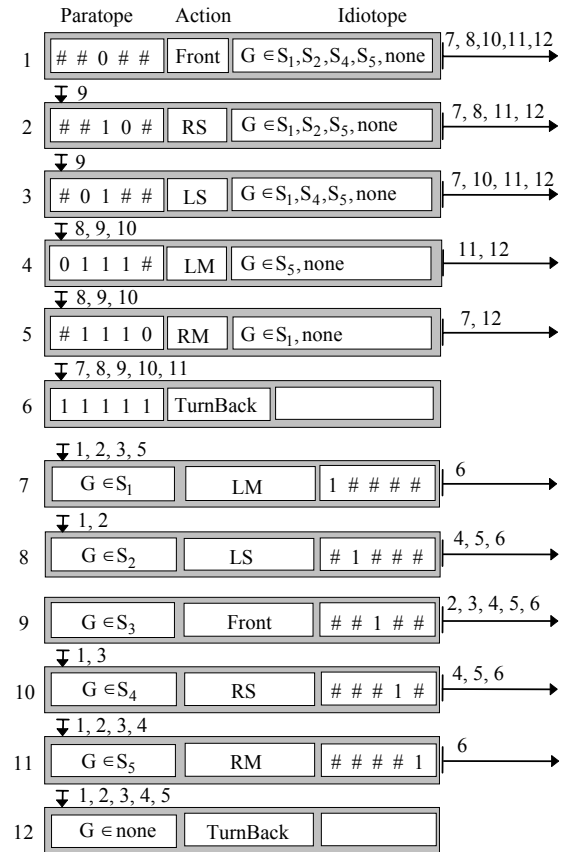 Paratope Action Idiotope
1 # # 0 # # Front G ∈ S₁, S₂, S₄, S₅, none 7, 8,10,11,12
9
2 # # 1 0 # RS G ∈ S₁, S₂, S₅, none 7, 8, 11, 12
9
3 # 0 1 # # LS G ∈ S₁, S₄, S₅, none 7, 10, 11, 12
8, 9, 10
4 0 1 1 1 # LM G ∈ S₅, none 11, 12
8, 9, 10
5 # 1 1 1 0 RM G ∈ S₁, none 7, 12
7, 8, 9, 10, 11
6 1 1 1 1 1 TurnBack
1, 2, 3, 5
7 G ∈ S₁ LM 1 # # # # 6
1, 2
8 G ∈ S₂ LS # 1 # # # 4, 5, 6
9 G ∈ S₃ Front # # 1 # # 2, 3, 4, 5, 6
1, 3
10 G ∈ S₄ RS # # # 1 # 4, 5, 6
1, 2, 3, 4
11 G ∈ S₅ RM # # # # 1 6
1, 2, 3, 4, 5
12 G ∈ none TurnBack